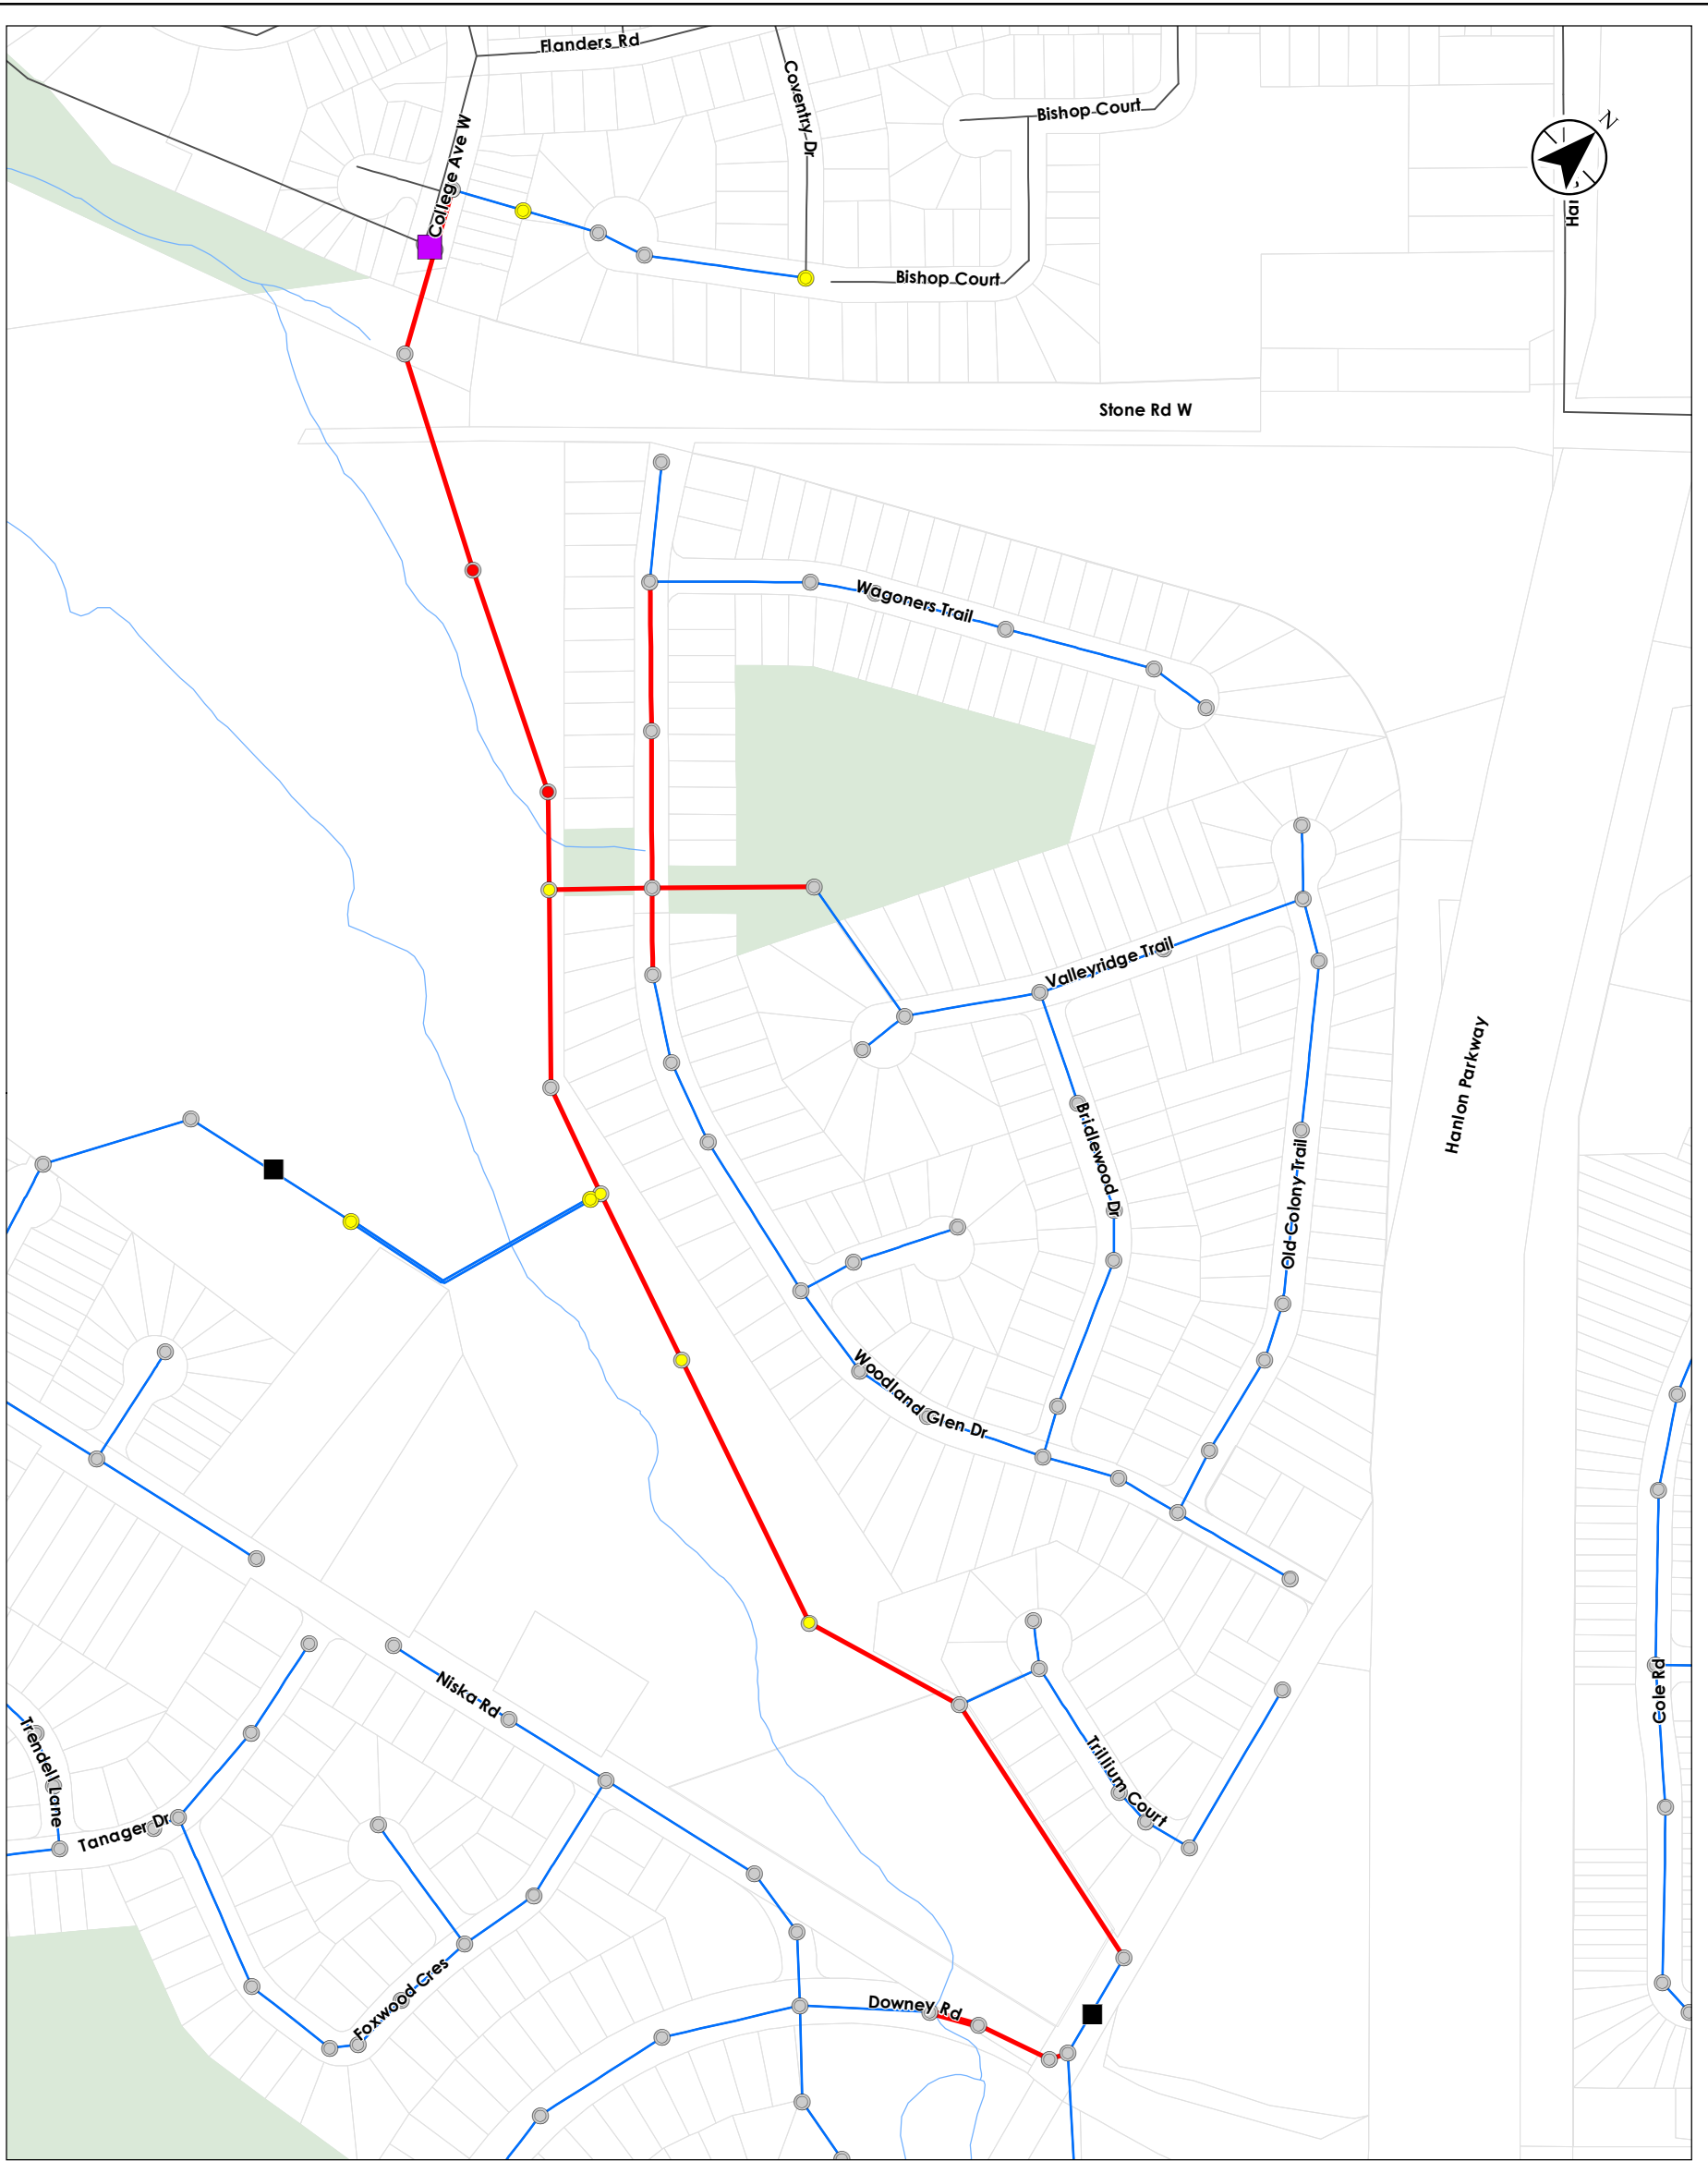 Flanders Rd
Coventry Dr
Bishop Court
N
College Ave W
Bishop Court
Stone Rd W
Wagoners Trail
Valleyridge Trail
Hanlon Parkway
Bridlewood Dr
Old Colony Trail
Woodland Glen Dr
Niska Rd
Cole Rd
Trendell Lane
Trillium Court
Tanager Dr
Foxwood Cres
Downey Rd